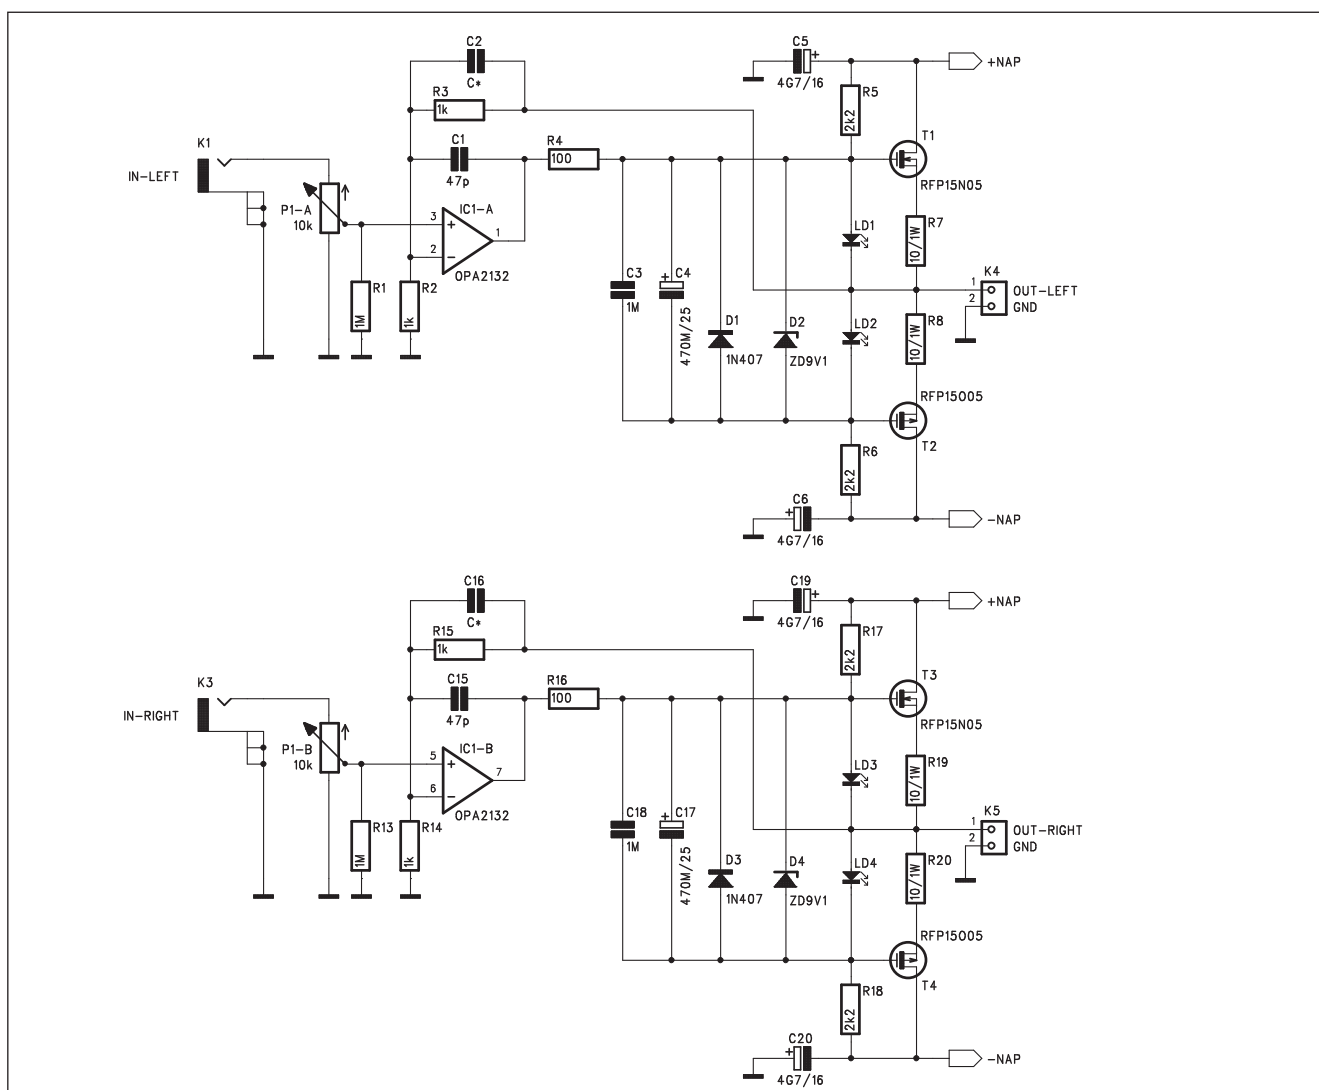 C2
C*
R3
1k
C1
47p
R4
100
C5
+
4G7/16
R5
2k2
+NAP
T1
RFP15N05
K1
IN-LEFT
P1-A
10k
IC1-A
3
+
2
−
1
OPA2132
R1
1M
R2
1k
C3
1M
+
C4
470M/25
D1
1N407
D2
ZD9V1
LD1
LD2
R7
10/1W
K4
1
OUT-LEFT
2
GND
R8
10/1W
RFP15005
T2
R6
2k2
C6
+
4G7/16
-NAP
C16
C*
R15
1k
C15
47p
R16
100
C19
+
4G7/16
R17
2k2
+NAP
T3
RFP15N05
K3
IN-RIGHT
P1-B
10k
IC1-B
5
+
6
−
7
OPA2132
R13
1M
R14
1k
C18
1M
+
C17
470M/25
D3
1N407
D4
ZD9V1
LD3
LD4
R19
10/1W
K5
1
OUT-RIGHT
2
GND
R20
10/1W
RFP15005
T4
R18
2k2
C20
+
4G7/16
-NAP